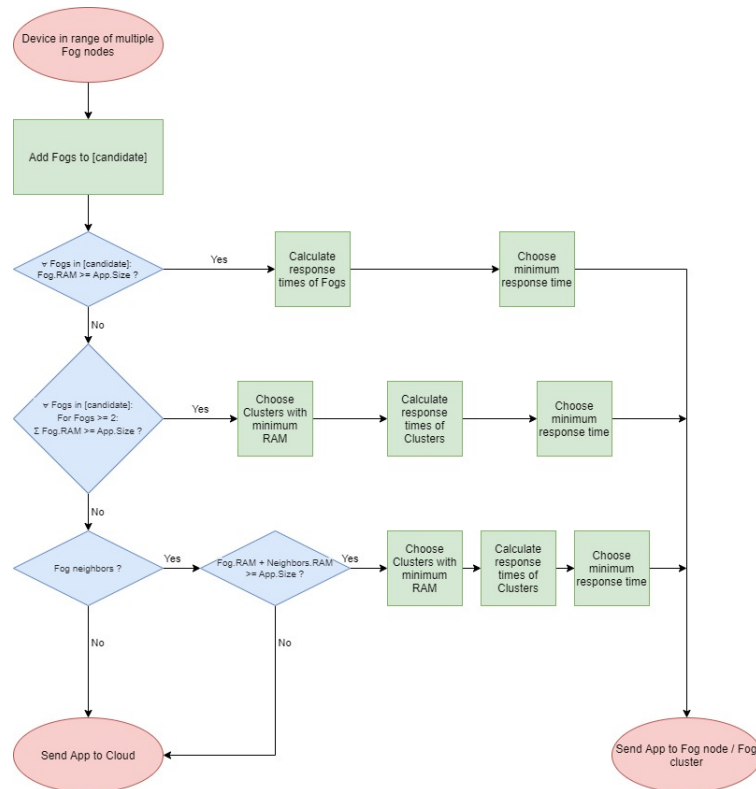 Device in range of multiple
Fog nodes
Add Fogs to [candidate]
∀ Fogs in [candidate]:
Fog.RAM >= App.Size ?
Yes
Calculate
response
times of Fogs
Choose
minimum
response time
No
∀ Fogs in [candidate]:
For Fogs >= 2:
Σ Fog.RAM >= App.Size ?
Yes
Choose
Clusters with
minimum
RAM
Calculate
response
times of
Clusters
Choose
minimum
response time
No
Fog neighbors ?
Yes
Fog.RAM + Neighbors.RAM
>= App.Size ?
Yes
Choose
Clusters with
minimum
RAM
Calculate
response
times of
Clusters
Choose
minimum
response time
No
No
Send App to Cloud
Send App to Fog node / Fog
cluster